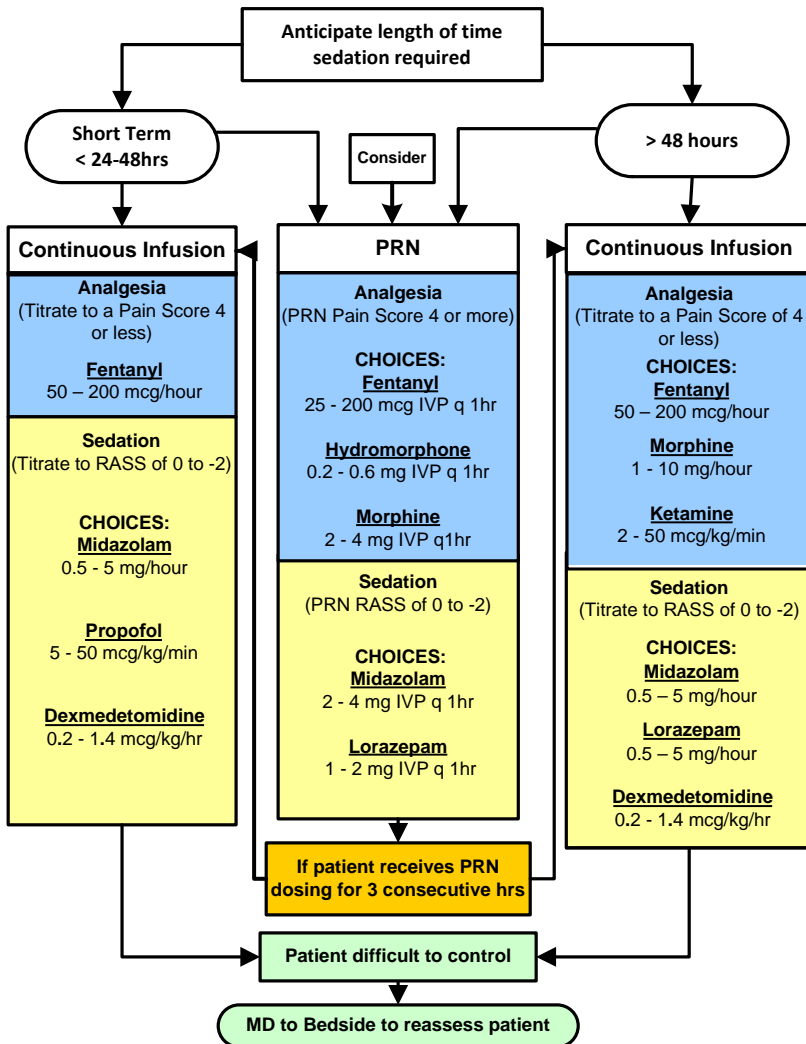 Anticipate length of time
sedation required
Short Term
< 24-48hrs
Consider
> 48 hours
Continuous Infusion
Analgesia
(Titrate to a Pain Score 4
or less)
Fentanyl
50 – 200 mcg/hour
Sedation
(Titrate to RASS of 0 to -2)
CHOICES:
Midazolam
0.5 - 5 mg/hour
Propofol
5 - 50 mcg/kg/min
Dexmedetomidine
0.2 - 1.4 mcg/kg/hr
PRN
Analgesia
(PRN Pain Score 4 or more)
CHOICES:
Fentanyl
25 - 200 mcg IVP q 1hr
Hydromorphone
0.2 - 0.6 mg IVP q 1hr
Morphine
2 - 4 mg IVP q1hr
Sedation
(PRN RASS of 0 to -2)
CHOICES:
Midazolam
2 - 4 mg IVP q 1hr
Lorazepam
1 - 2 mg IVP q 1hr
Continuous Infusion
Analgesia
(Titrate to a Pain Score of 4
or less)
CHOICES:
Fentanyl
50 – 200 mcg/hour
Morphine
1 - 10 mg/hour
Ketamine
2 - 50 mcg/kg/min
Sedation
(Titrate to RASS of 0 to -2)
CHOICES:
Midazolam
0.5 – 5 mg/hour
Lorazepam
0.5 – 5 mg/hour
Dexmedetomidine
0.2 - 1.4 mcg/kg/hr
If patient receives PRN
dosing for 3 consecutive hrs
Patient difficult to control
MD to Bedside to reassess patient